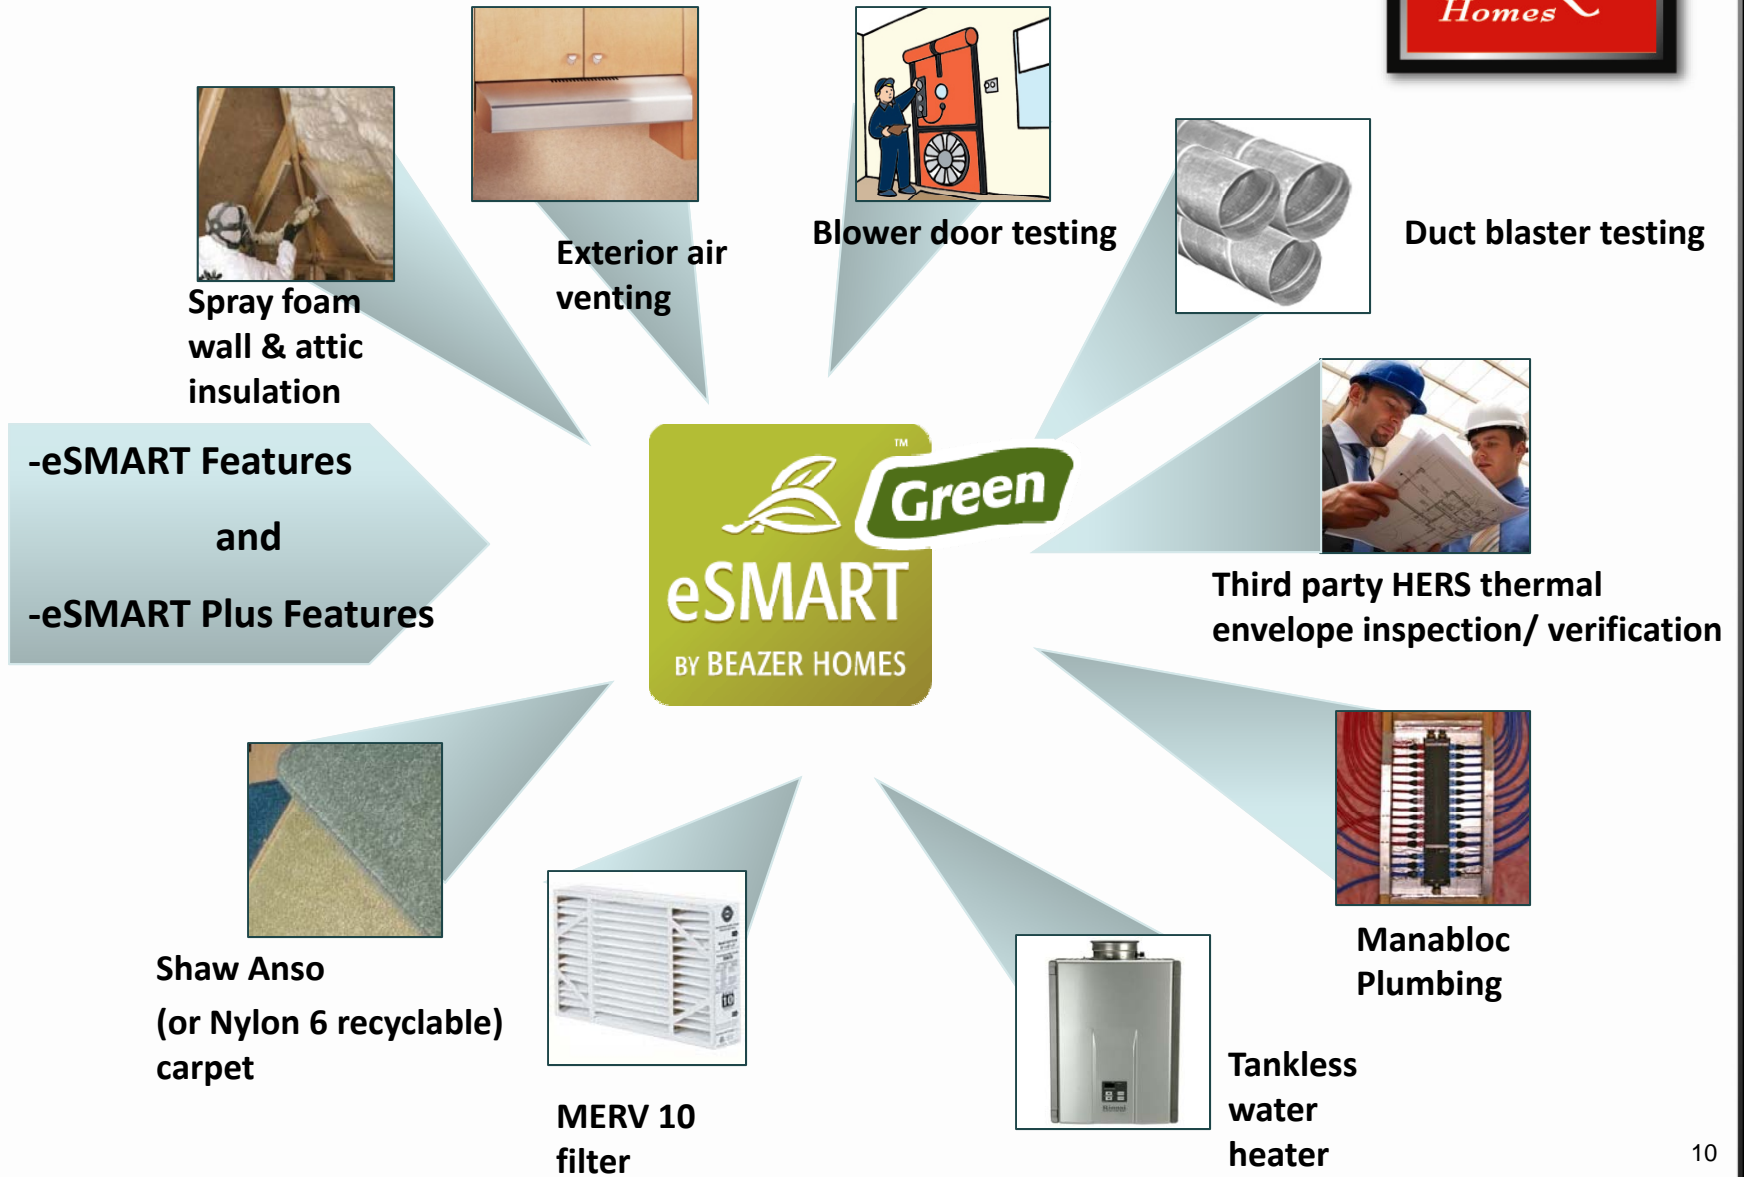 Homes
Exterior air
venting
Blower door testing
Duct blaster testing
Spray foam
wall & attic
insulation
-eSMART Features
and
-eSMART Plus Features
TM
Green
eSMART
BY BEAZER HOMES
Third party HERS thermal
envelope inspection/ verification
Manabloc
Plumbing
Shaw Anso
(or Nylon 6 recyclable)
carpet
10
MERV 10
filter
Rinnai
Tankless
water
heater
10